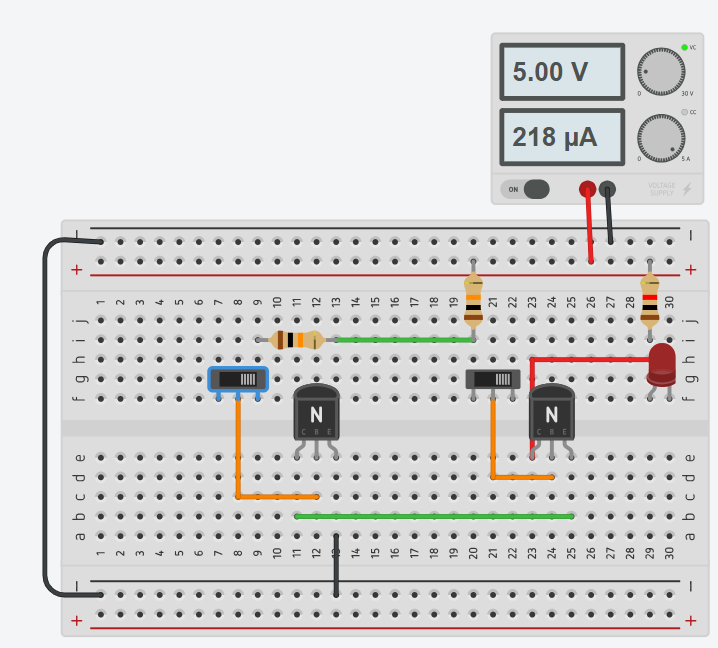 5.00 V
VC
0
30 V
218 µA
CC
0
5 A
ON
VOLTAGE
SUPPLY
− −
+ +
1 2 3 4 5 6 7 8 9 10 11 12 13 14 15 16 17 18 19 20 21 22 23 24 25 26 27 28 29 30
j j
i i
h h
g g
f f
N
C B E
N
C B E
e e
d d
c c
b b
a a
1 2 3 4 5 6 7 8 9 10 11 12 13 14 15 16 17 18 19 20 21 22 23 24 25 26 27 28 29 30
− −
+ +